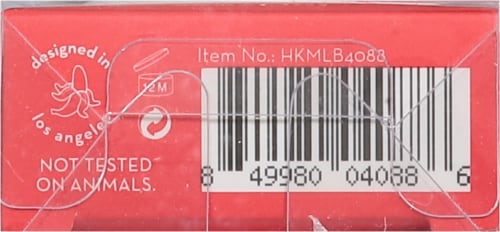 designed in
los angeles
12M
NOT TESTED
ON ANIMALS.
Item No.: HKMLB4088
8 49980 04088 6